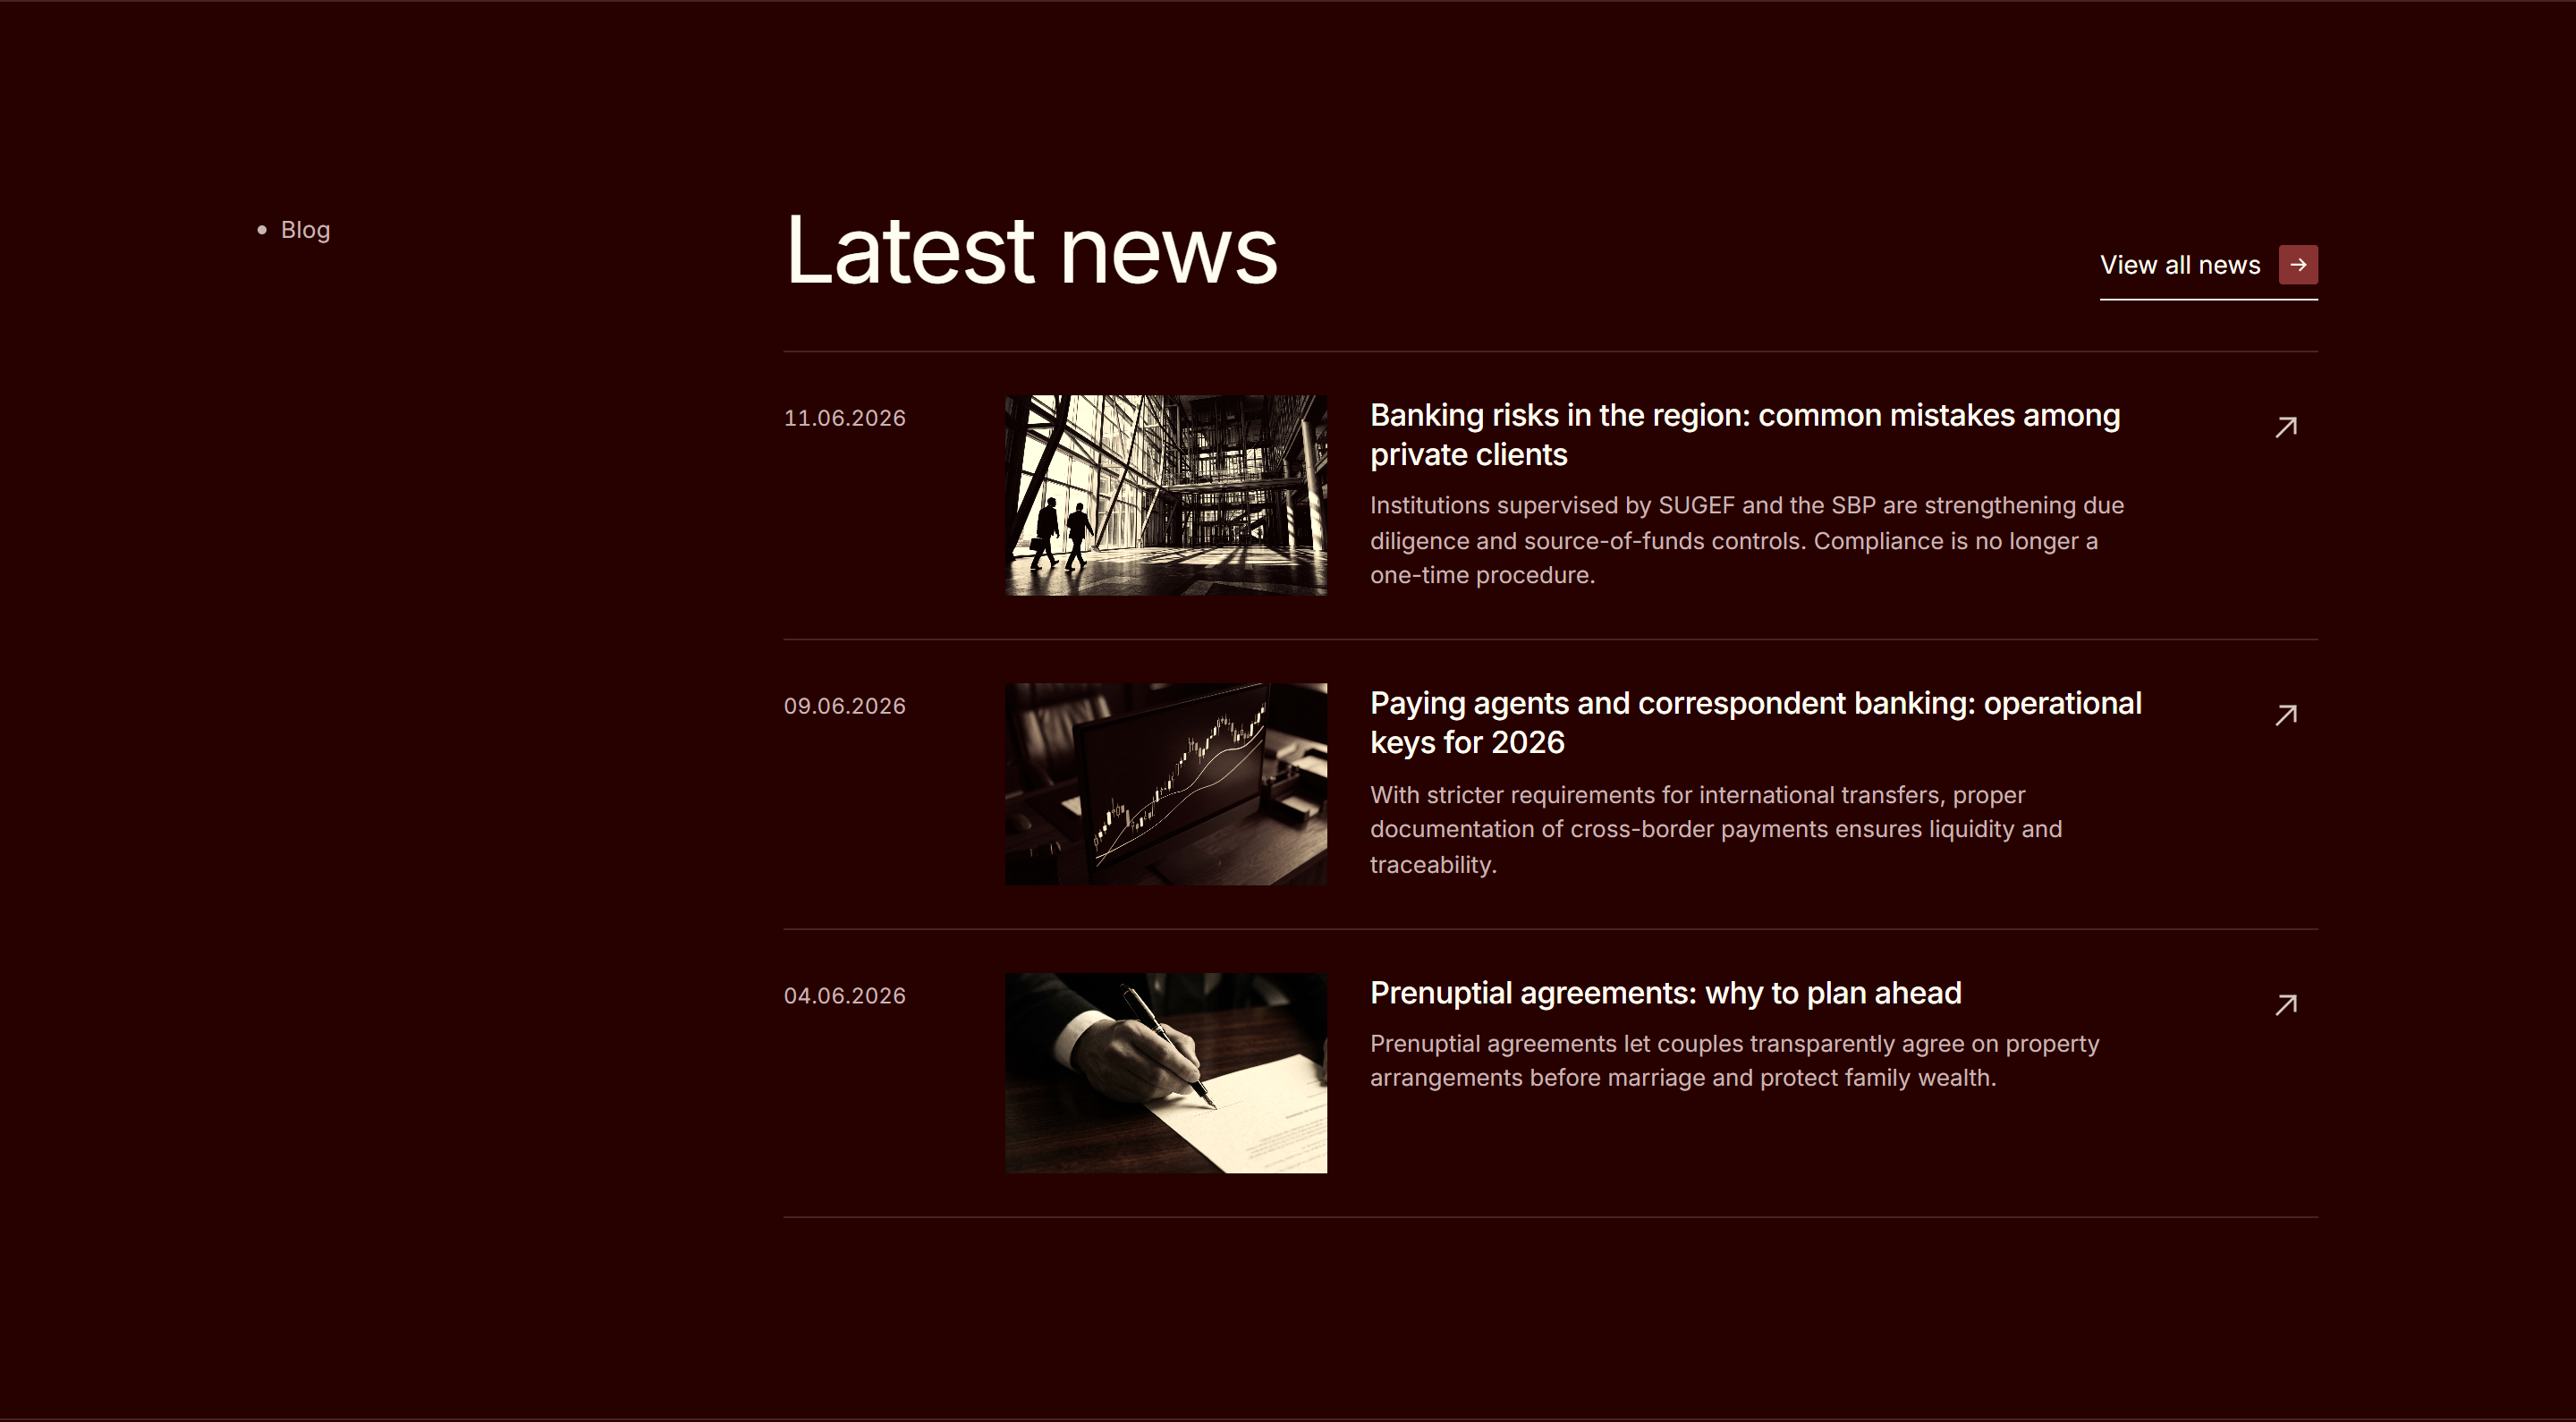 Blog
Latest news
View all news
11.06.2026
Banking risks in the region: common mistakes among
private clients
Institutions supervised by SUGEF and the SBP are strengthening due
diligence and source-of-funds controls. Compliance is no longer a
one-time procedure.
09.06.2026
Paying agents and correspondent banking: operational
keys for 2026
With stricter requirements for international transfers, proper
documentation of cross-border payments ensures liquidity and
traceability.
04.06.2026
Prenuptial agreements: why to plan ahead
Prenuptial agreements let couples transparently agree on property
arrangements before marriage and protect family wealth.